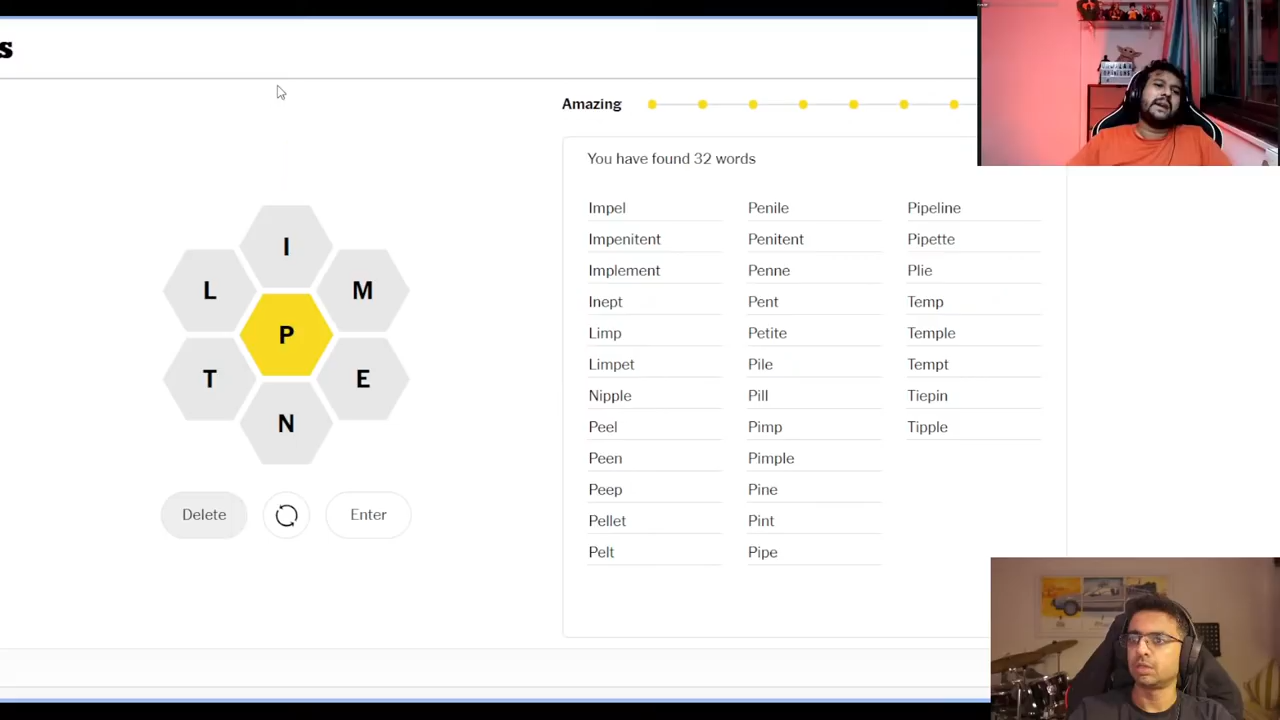 s
Amazing
You have found 32 words
Impel
Impenitent
Implement
Inept
Limp
Limpet
Nipple
Peel
Peen
Peep
Pellet
Pelt
Penile
Penitent
Penne
Pent
Petite
Pile
Pill
Pimp
Pimple
Pine
Pint
Pipe
Pipeline
Pipette
Plie
Temp
Temple
Tempt
Tiepin
Tipple
I
L
M
P
T
E
N
Delete
Enter